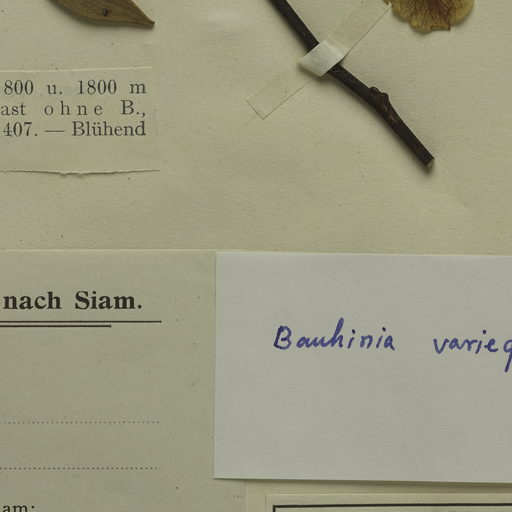 800 u. 1800 m
ast ohne B.,
407. — Blühend
nach Siam.
Bauhinia varieg
am: